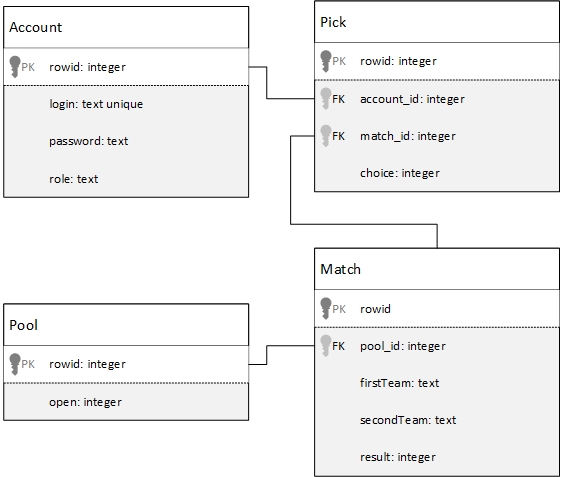 Account
PK rowid: integer
login: text unique
password: text
role: text
Pick
PK rowid: integer
FK account_id: integer
FK match_id: integer
choice: integer
Pool
PK rowid: integer
open: integer
Match
PK rowid
FK pool_id: integer
firstTeam: text
secondTeam: text
result: integer